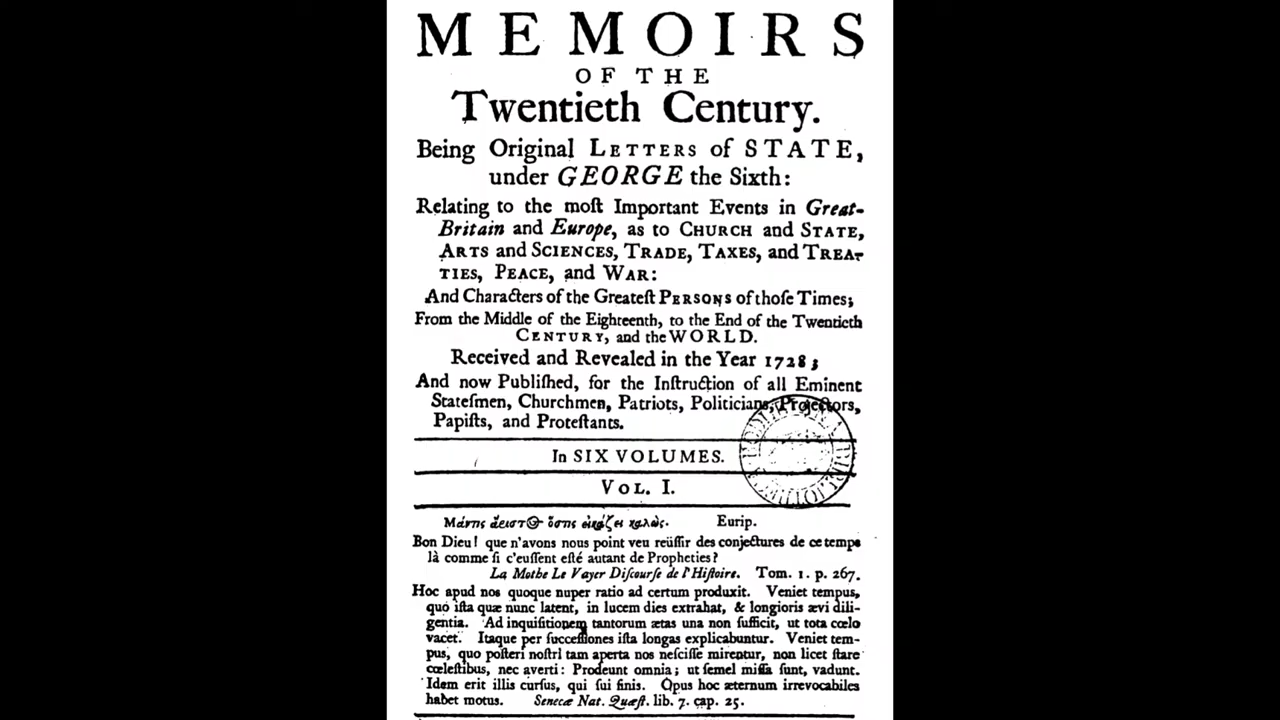 MEMOIRS
OF THE
Twentieth Century.
Being Original LETTERS of STATE,
under GEORGE the Sixth:
Relating to the moſt Important Events in Great-
Britain and Europe, as to CHURCH and STATE,
ARTS and SCIENCES, TRADE, TAXES, and TREA-
TIES, PEACE, and WAR:
And Characters of the Greateſt PERSONS of thoſe Times;
From the Middle of the Eighteenth, to the End of the Twentieth
CENTURY, and the WORLD.
Received and Revealed in the Year 1728;
And now Publiſhed, for the Inſtruction of all Eminent
Stateſmen, Churchmen, Patriots, Politicians, Projectors,
Papiſts, and Proteſtants.
In SIX VOLUMES.
VOL. I.
Μάντις ἄριστος ὅστις εἰκάζει καλῶς. Eurip.
Bon Dieu! que n'avons nous point veu reüſſir des conjectures de ce temps
là comme ſi c'euſſent eſté autant de Propheties?
La Mothe Le Vayer Diſcourſe de l'Hiſtoire. Tom. 1. p. 267.
Hoc apud nos quoque nuper ratio ad certum produxit. Veniet tempus,
quo iſta quæ nunc latent, in lucem dies extrahat, & longioris ævi dili-
gentia. Ad inquiſitionem tantorum ætas una non ſufficit, ut tota cœlo
vacet. Itaque per ſucceſſiones iſta longas explicabuntur. Veniet tem-
pus, quo poſteri noſtri tam aperta nos neſciſſe mirentur, non licet ſtare
cœleſtibus, nec averti: Prodeunt omnia; ut ſemel miſſa ſunt, vadunt.
Idem erit illis curſus, qui ſui finis. Opus hoc æternum irrevocabiles
habet motus. Senecæ Nat. Quæſt. lib. 7. cap. 25.